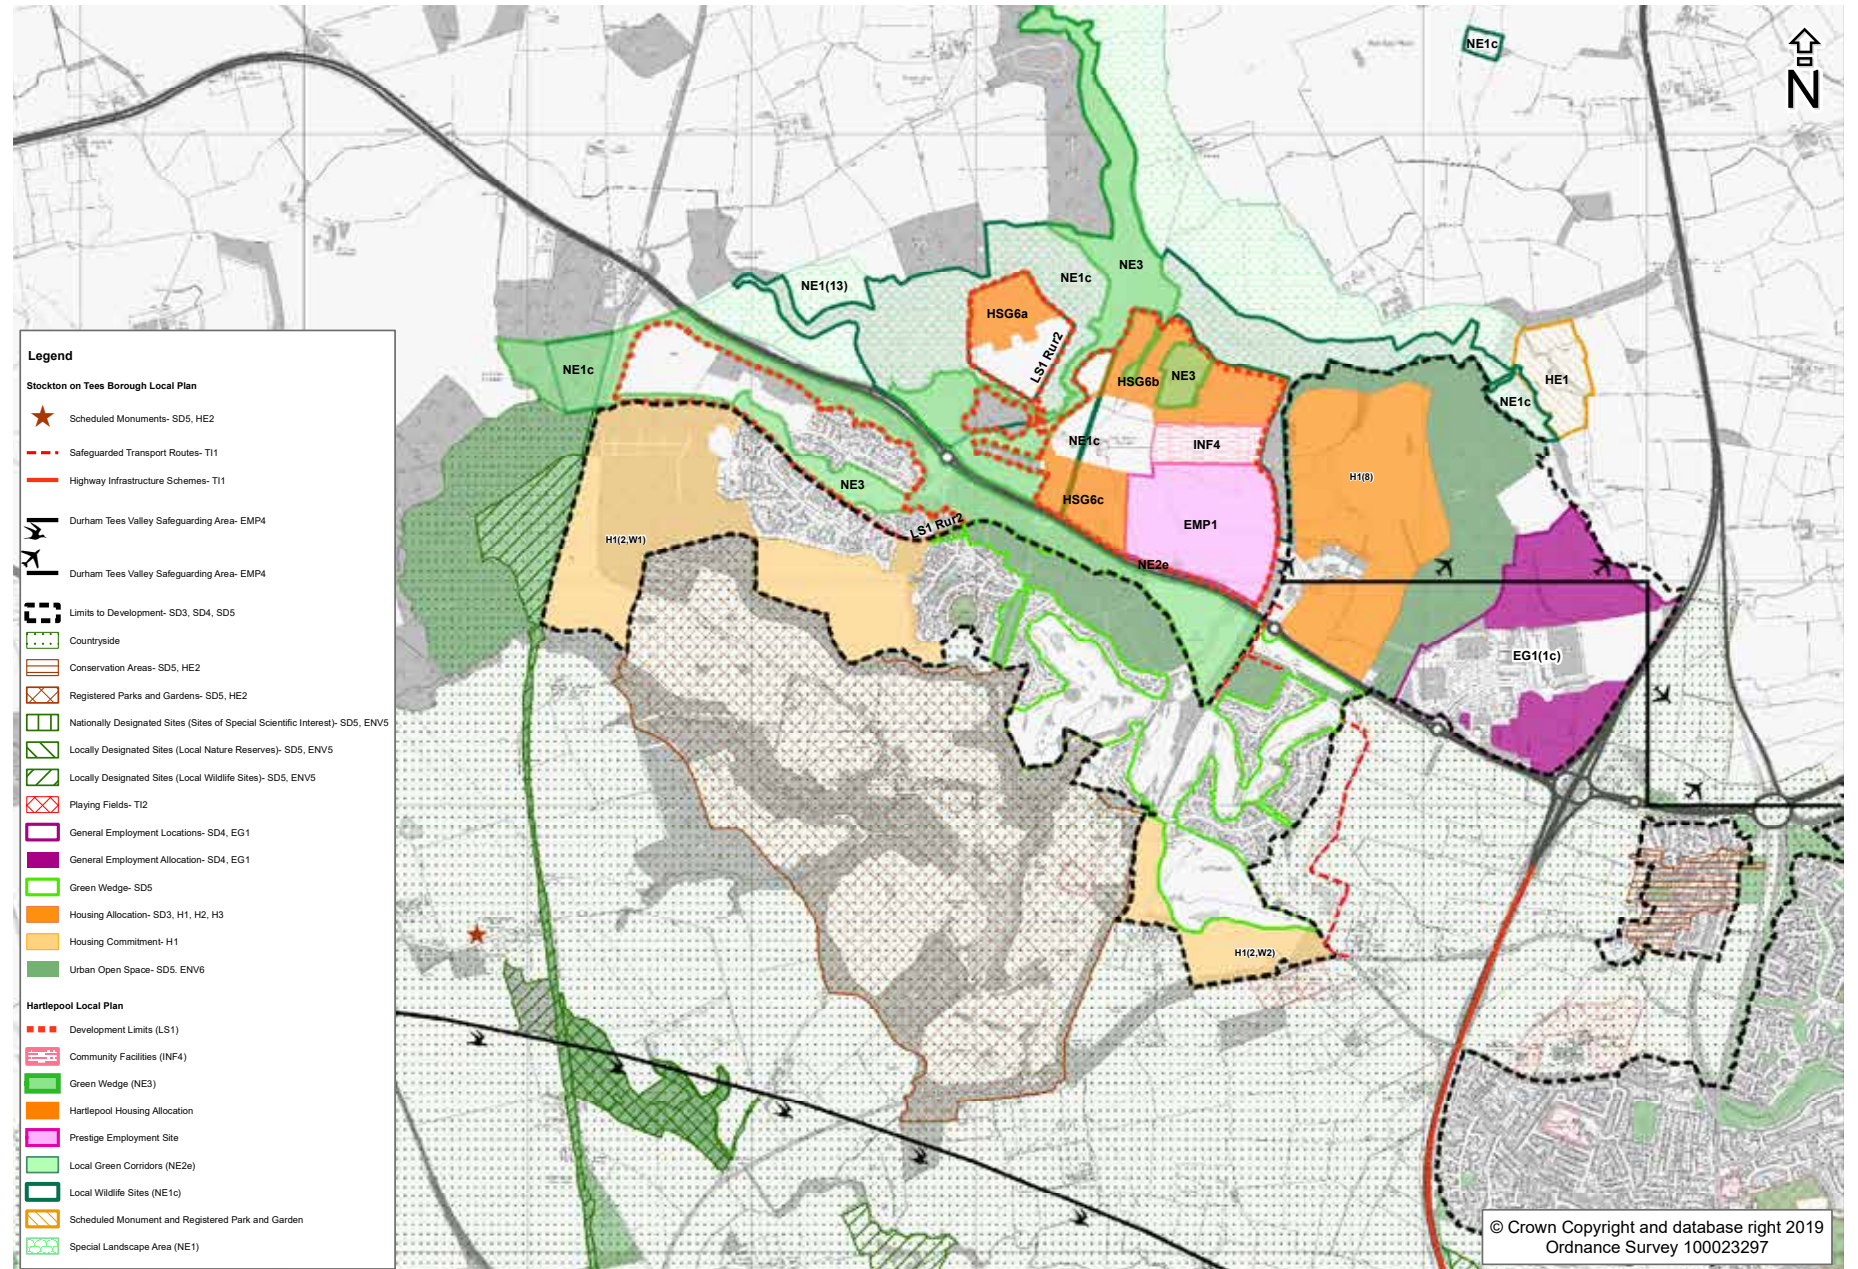 NE1c
N
NE1(13)
NE1c
NE3
HSG6a
LS1 Rur2
HSG6b
NE3
HE1
NE1c
NE1c
NE1c
INF4
H1(8)
NE3
HSG6c
LS1 Rur2
EMP1
H1(2,W1)
NE2e
EG1(1c)
H1(2,W2)
Legend
Stockton on Tees Borough Local Plan
Scheduled Monuments- SD5, HE2
Safeguarded Transport Routes- TI1
Highway Infrastructure Schemes- TI1
Durham Tees Valley Safeguarding Area- EMP4
Durham Tees Valley Safeguarding Area- EMP4
Limits to Development- SD3, SD4, SD5
Countryside
Conservation Areas- SD5, HE2
Registered Parks and Gardens- SD5, HE2
Nationally Designated Sites (Sites of Special Scientific Interest)- SD5, ENV5
Locally Designated Sites (Local Nature Reserves)- SD5, ENV5
Locally Designated Sites (Local Wildlife Sites)- SD5, ENV5
Playing Fields- TI2
General Employment Locations- SD4, EG1
General Employment Allocation- SD4, EG1
Green Wedge- SD5
Housing Allocation- SD3, H1, H2, H3
Housing Commitment- H1
Urban Open Space- SD5. ENV6
Hartlepool Local Plan
Development Limits (LS1)
Community Facilities (INF4)
Green Wedge (NE3)
Hartlepool Housing Allocation
Prestige Employment Site
Local Green Corridors (NE2e)
Local Wildlife Sites (NE1c)
Scheduled Monument and Registered Park and Garden
Special Landscape Area (NE1)
© Crown Copyright and database right 2019
Ordnance Survey 100023297